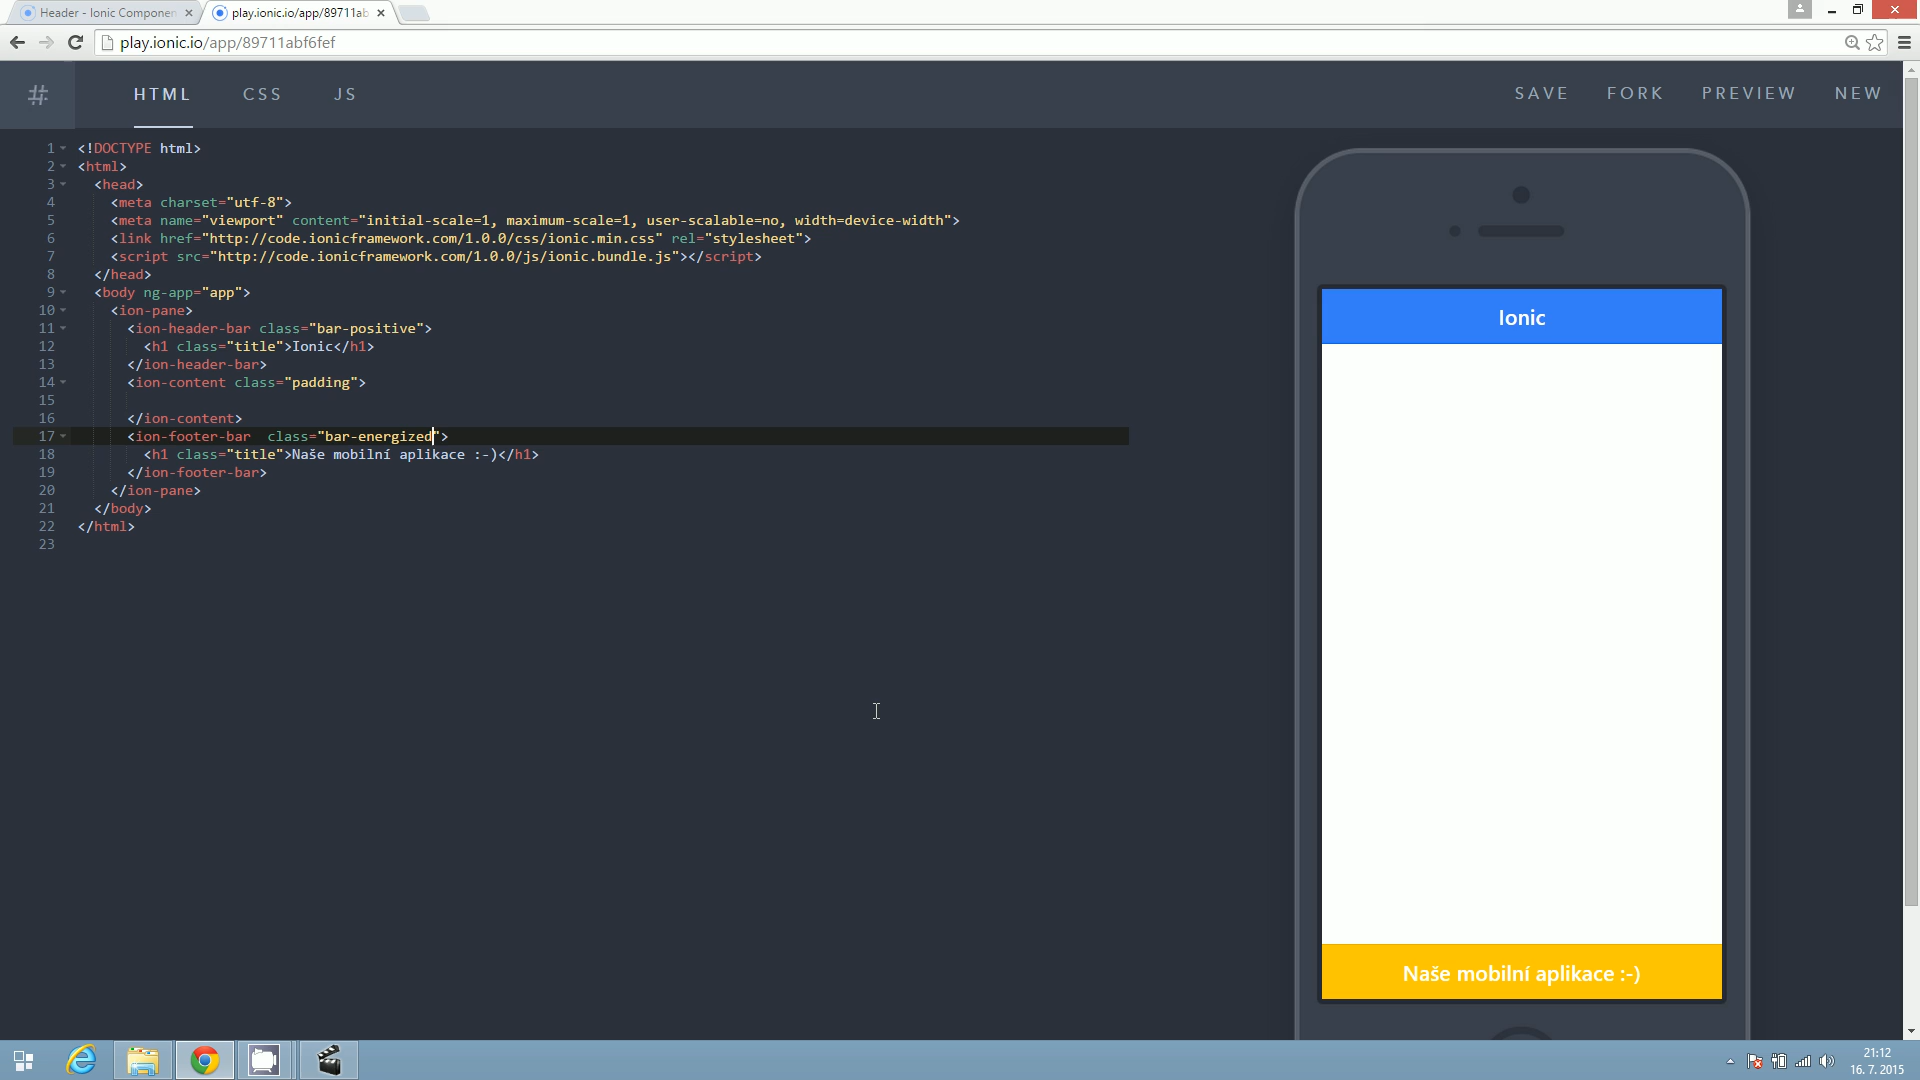 Header - Ionic Componen
play.ionic.io/app/89711ab
play.ionic.io/app/89711abf6fef
# HTML CSS JS SAVE FORK PREVIEW NEW
1 <!DOCTYPE html>
2 <html>
3 <head>
4 <meta charset="utf-8">
5 <meta name="viewport" content="initial-scale=1, maximum-scale=1, user-scalable=no, width=device-width">
6 <link href="http://code.ionicframework.com/1.0.0/css/ionic.min.css" rel="stylesheet">
7 <script src="http://code.ionicframework.com/1.0.0/js/ionic.bundle.js"></script>
8 </head>
9 <body ng-app="app">
10 <ion-pane>
11 <ion-header-bar class="bar-positive">
12 <h1 class="title">Ionic</h1>
13 </ion-header-bar>
14 <ion-content class="padding">
15
16 </ion-content>
17 <ion-footer-bar  class="bar-energized">
18 <h1 class="title">Naše mobilní aplikace :-)</h1>
19 </ion-footer-bar>
20 </ion-pane>
21 </body>
22 </html>
23
Ionic
Naše mobilní aplikace :-)
21:12
16. 7. 2015